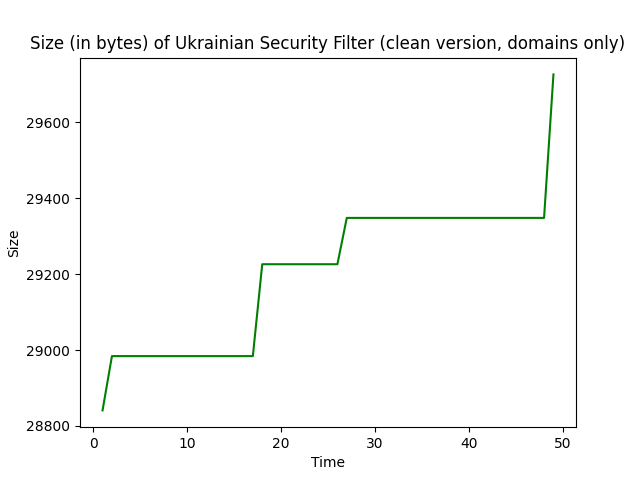 Size (in bytes) of Ukrainian Security Filter (clean version, domains only)
29600
29400
29200
29000
28800
Size
0 10 20 30 40 50
Time